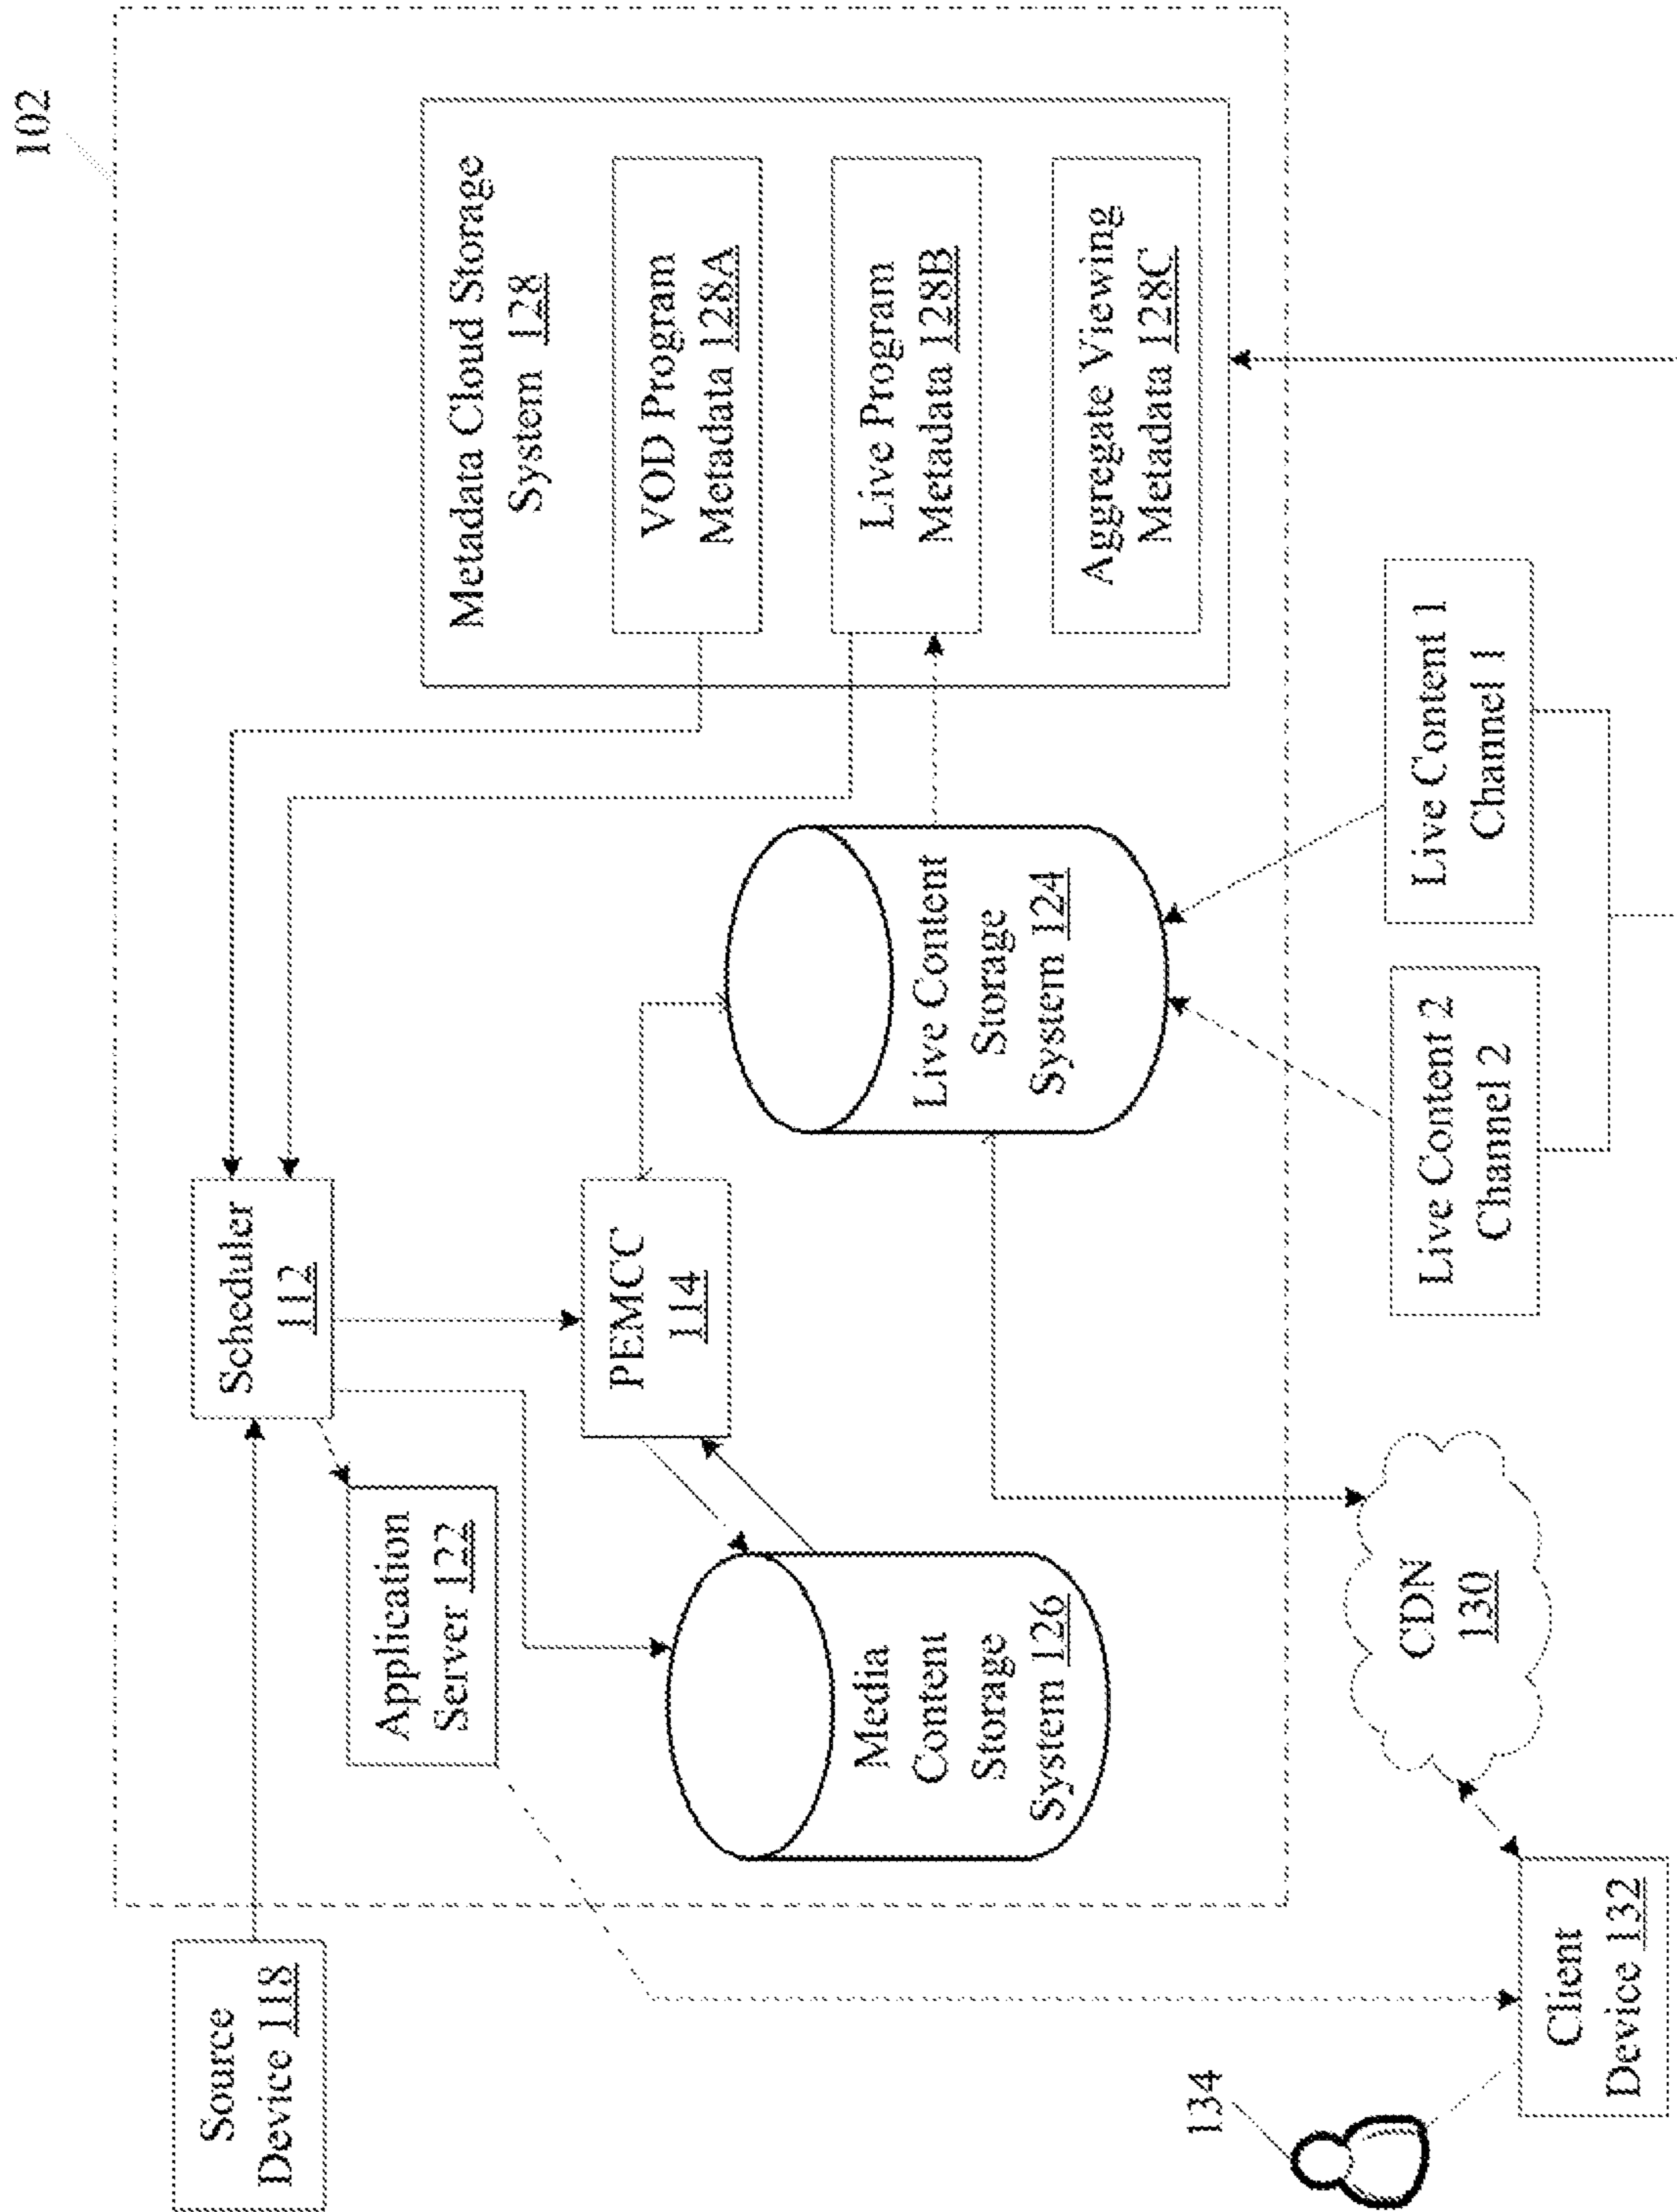 102
Source
Device 118
Scheduler
112
Application
Server 122
PEMCC
114
Media
Content
Storage
System 126
Live Content
Storage
System 124
Metadata Cloud Storage
System 128
VOD Program
Metadata 128A
Live Program
Metadata 128B
Aggregate Viewing
Metadata 128C
134
Client
Device 132
CDN
130
Live Content 2
Channel 2
Live Content 1
Channel 1